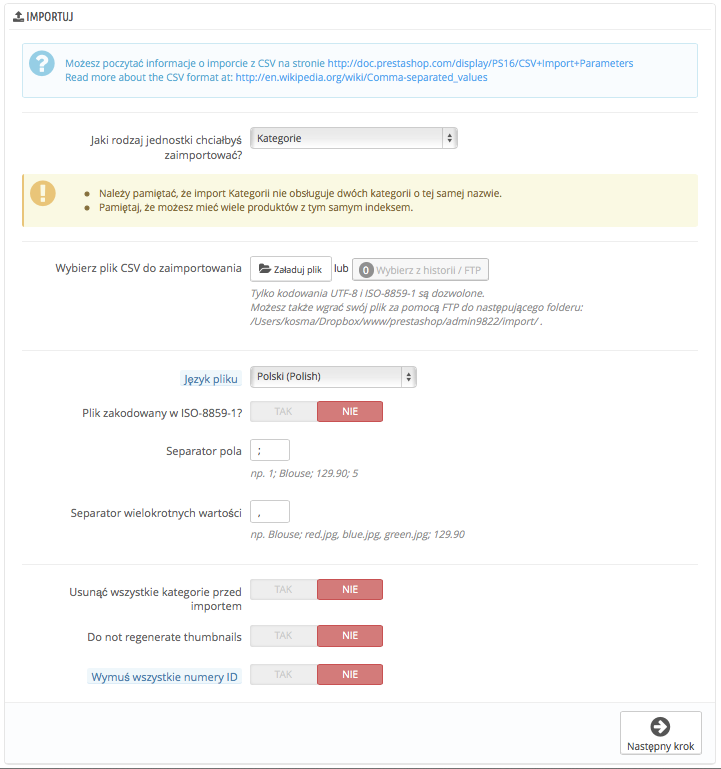 IMPORTUJ
?
Możesz poczytać informacje o imporcie z CSV na stronie http://doc.prestashop.com/display/PS16/CSV+Import+Parameters
Read more about the CSV format at: http://en.wikipedia.org/wiki/Comma-separated_values
Jaki rodzaj jednostki chciałbyś
zaimportować?
Kategorie
!
Należy pamiętać, że import Kategorii nie obsługuje dwóch kategorii o tej samej nazwie.
Pamiętaj, że możesz mieć wiele produktów z tym samym indeksem.
Wybierz plik CSV do zaimportowania
Załaduj plik lub 0 Wybierz z historii / FTP
Tylko kodowania UTF-8 i ISO-8859-1 są dozwolone.
Możesz także wgrać swój plik za pomocą FTP do następującego folderu:
/Users/kosma/Dropbox/www/prestashop/admin9822/import/ .
Język pliku
Polski (Polish)
Plik zakodowany w ISO-8859-1?
TAK NIE
Separator pola
;
np. 1; Blouse; 129.90; 5
Separator wielokrotnych wartości
,
np. Blouse; red.jpg, blue.jpg, green.jpg; 129.90
Usunąć wszystkie kategorie przed
importem
TAK NIE
Do not regenerate thumbnails
TAK NIE
Wymuś wszystkie numery ID
TAK NIE
Następny krok